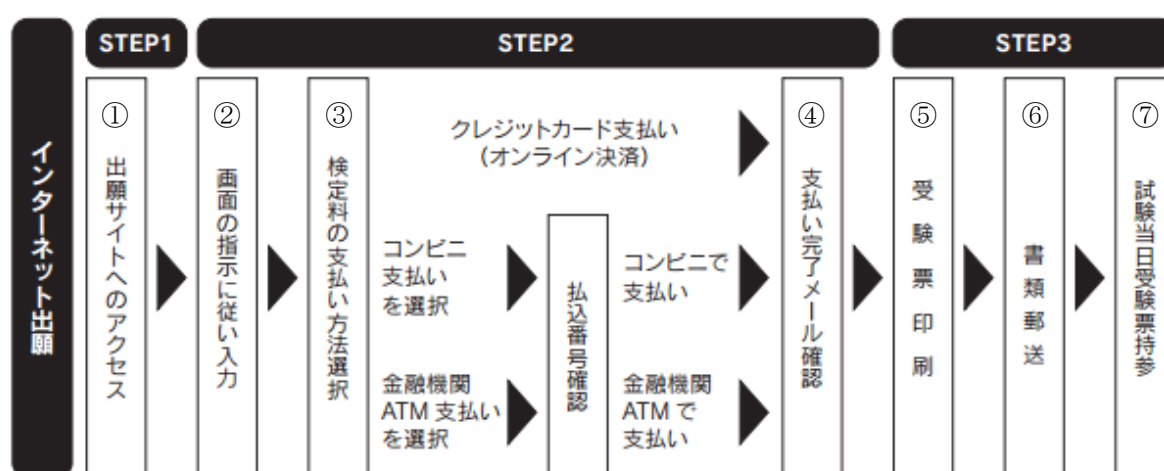 インターネット出願
STEP1
STEP2
STEP3
①
出願サイトへのアクセス
②
画面の指示に従い入力
③
検定料の支払い方法選択
クレジットカード支払い
(オンライン決済)
コンビニ
支払い
を選択
金融機関
ATM 支払い
を選択
払込番号確認
コンビニで
支払い
金融機関
ATM で
支払い
④
支払い完了メール確認
⑤
受験票印刷
⑥
書類郵送
⑦
試験当日受験票持参